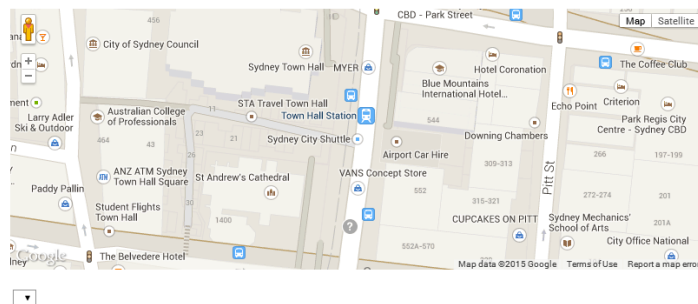 456
CBD - Park Street
Map
Satellite
City of Sydney Council
Sydney Town Hall
MYER
Hotel Coronation
The Coffee Club
Blue Mountains
International Hotel...
Larry Adler
Ski & Outdoor
Australian College
of Professionals
11
STA Travel Town Hall
Town Hall Station
544
Echo Point
Criterion
Park Regis City
Centre - Sydney CBD
464
43
23
21
26
Sydney City Shuttle
Downing Chambers
Airport Car Hire
266
197-199
309-313
ANZ ATM Sydney
Town Hall Square
St Andrew's Cathedral
VANS Concept Store
Pitt St
Paddy Pallin
30
552
315-321
272-274
201
Student Flights
Town Hall
1400
CUPCAKES ON PITT
Sydney Mechanics'
School of Arts
201A
552A-570
City Office National
Google
The Belvedere Hotel
Map data ©2015 Google
Terms of Use
Report a map error